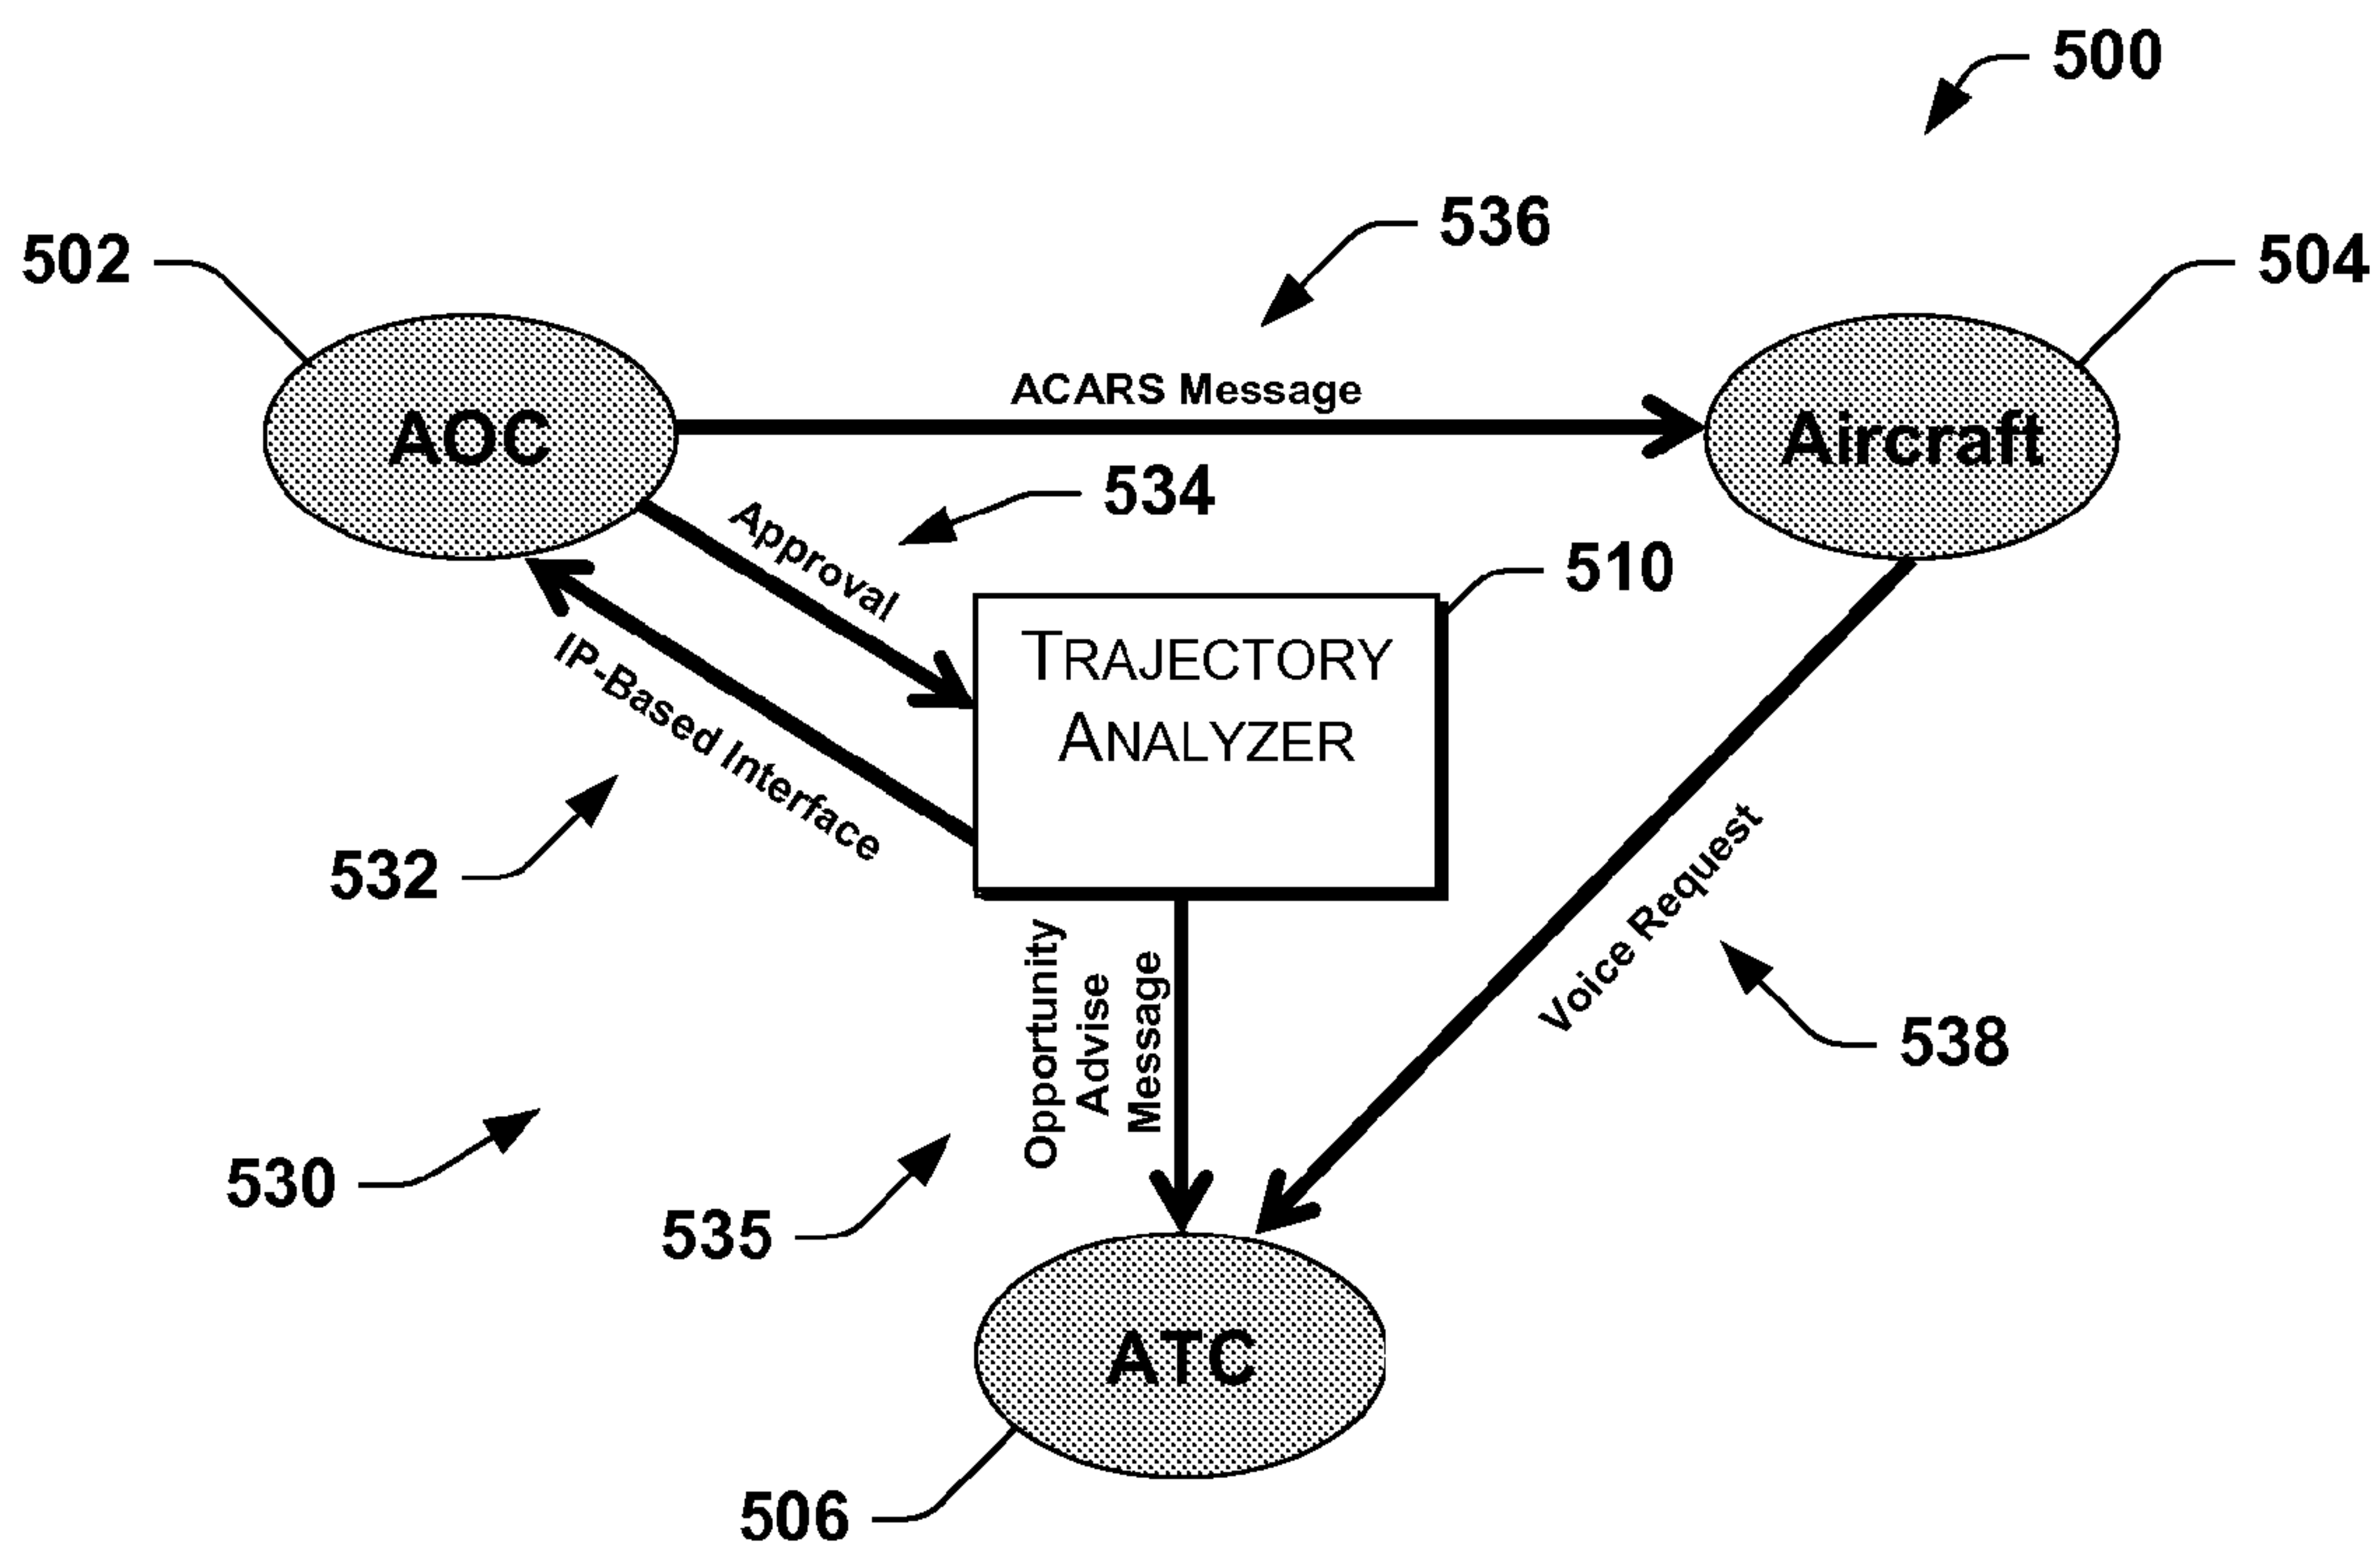 500
536
502
504
ACARS Message
AOC
Aircraft
534
Approval
510
TRAJECTORY
ANALYZER
IP-Based Interface
532
Voice Request
Opportunity
Advise
Message
538
530
535
ATC
506